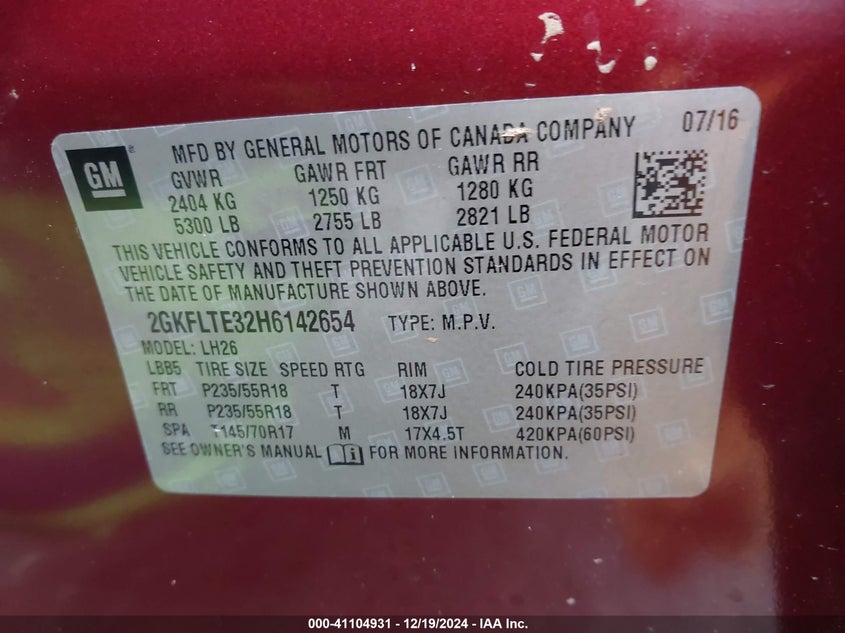 GM
MFD BY GENERAL MOTORS OF CANADA COMPANY 07/16
GVWR GAWR FRT GAWR RR
2404 KG 1250 KG 1280 KG
5300 LB 2755 LB 2821 LB
THIS VEHICLE CONFORMS TO ALL APPLICABLE U.S. FEDERAL MOTOR
VEHICLE SAFETY AND THEFT PREVENTION STANDARDS IN EFFECT ON
THE DATE OF MANUFACTURE SHOWN ABOVE.
2GKFLTE32H6142654 TYPE: M.P.V.
MODEL: LH26
LBB5 TIRE SIZE SPEED RTG RIM COLD TIRE PRESSURE
FRT P235/55R18 T 18X7J 240KPA(35PSI)
RR P235/55R18 T 18X7J 240KPA(35PSI)
SPA T145/70R17 M 17X4.5T 420KPA(60PSI)
SEE OWNER'S MANUAL FOR MORE INFORMATION.
000-41104931 - 12/19/2024 - IAA Inc.